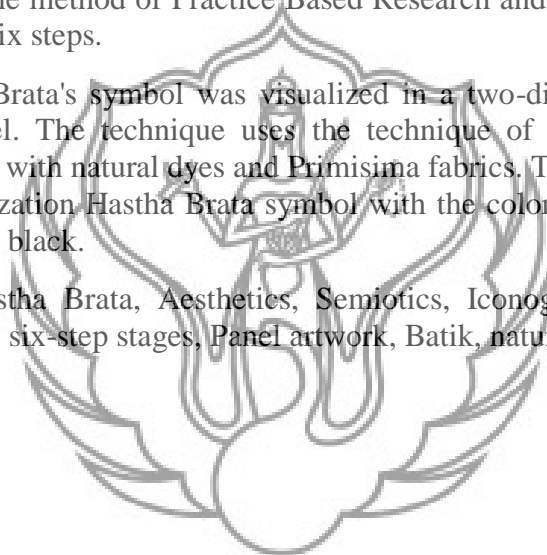 he method of Practice Based Research and
ix steps.
Brata's symbol was visualized in a two-di
el. The technique uses the technique of
with natural dyes and Primisima fabrics. T
zation Hastha Brata symbol with the color
black.
stha Brata, Aesthetics, Semiotics, Iconog
six-step stages, Panel artwork, Batik, natu